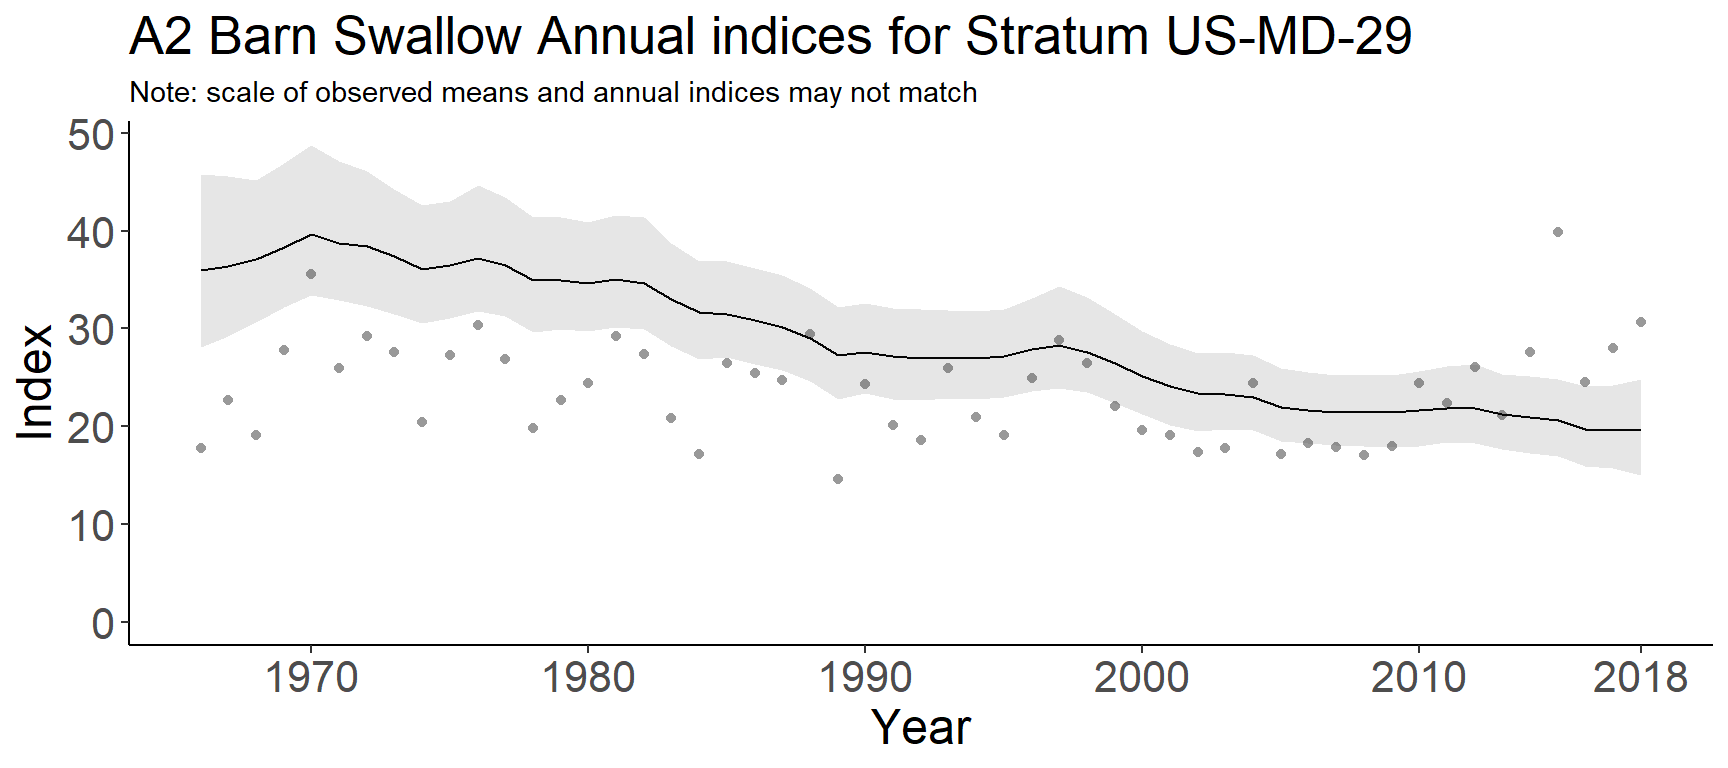 A2 Barn Swallow Annual indices for Stratum US-MD-29
Note: scale of observed means and annual indices may not match
50
40
30
20
10
0
Index
1970 1980 1990 2000 2010 2018
Year